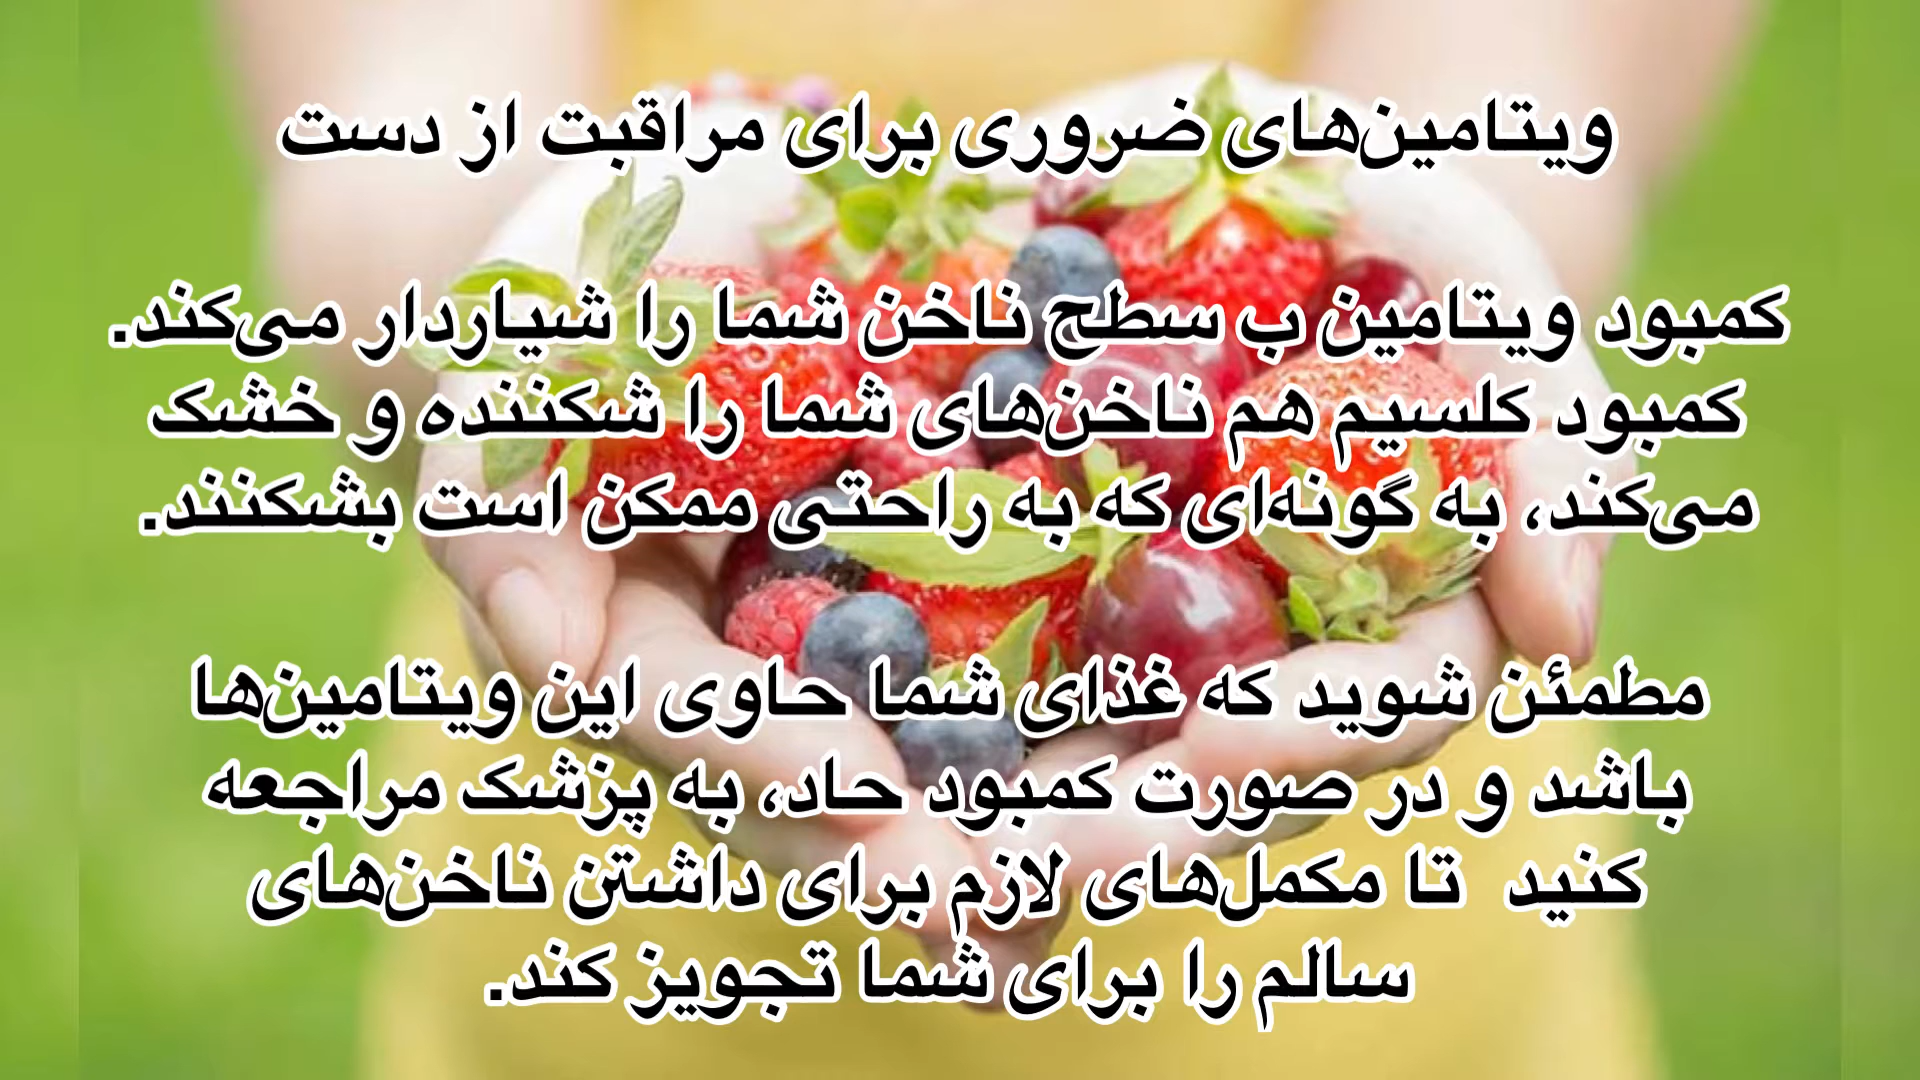 ویتامین‌های ضروری برای مراقبت از دست
کمبود ویتامین ب سطح ناخن شما را شیاردار می‌کند.
کمبود کلسیم هم ناخن‌های شما را شکننده و خشک
می‌کند، به گونه‌ای که به راحتی ممکن است بشکنند.
مطمئن شوید که غذای شما حاوی این ویتامین‌ها
باشد و در صورت کمبود حاد، به پزشک مراجعه
کنید  تا مکمل‌های لازم برای داشتن ناخن‌های
سالم را برای شما تجویز کند.